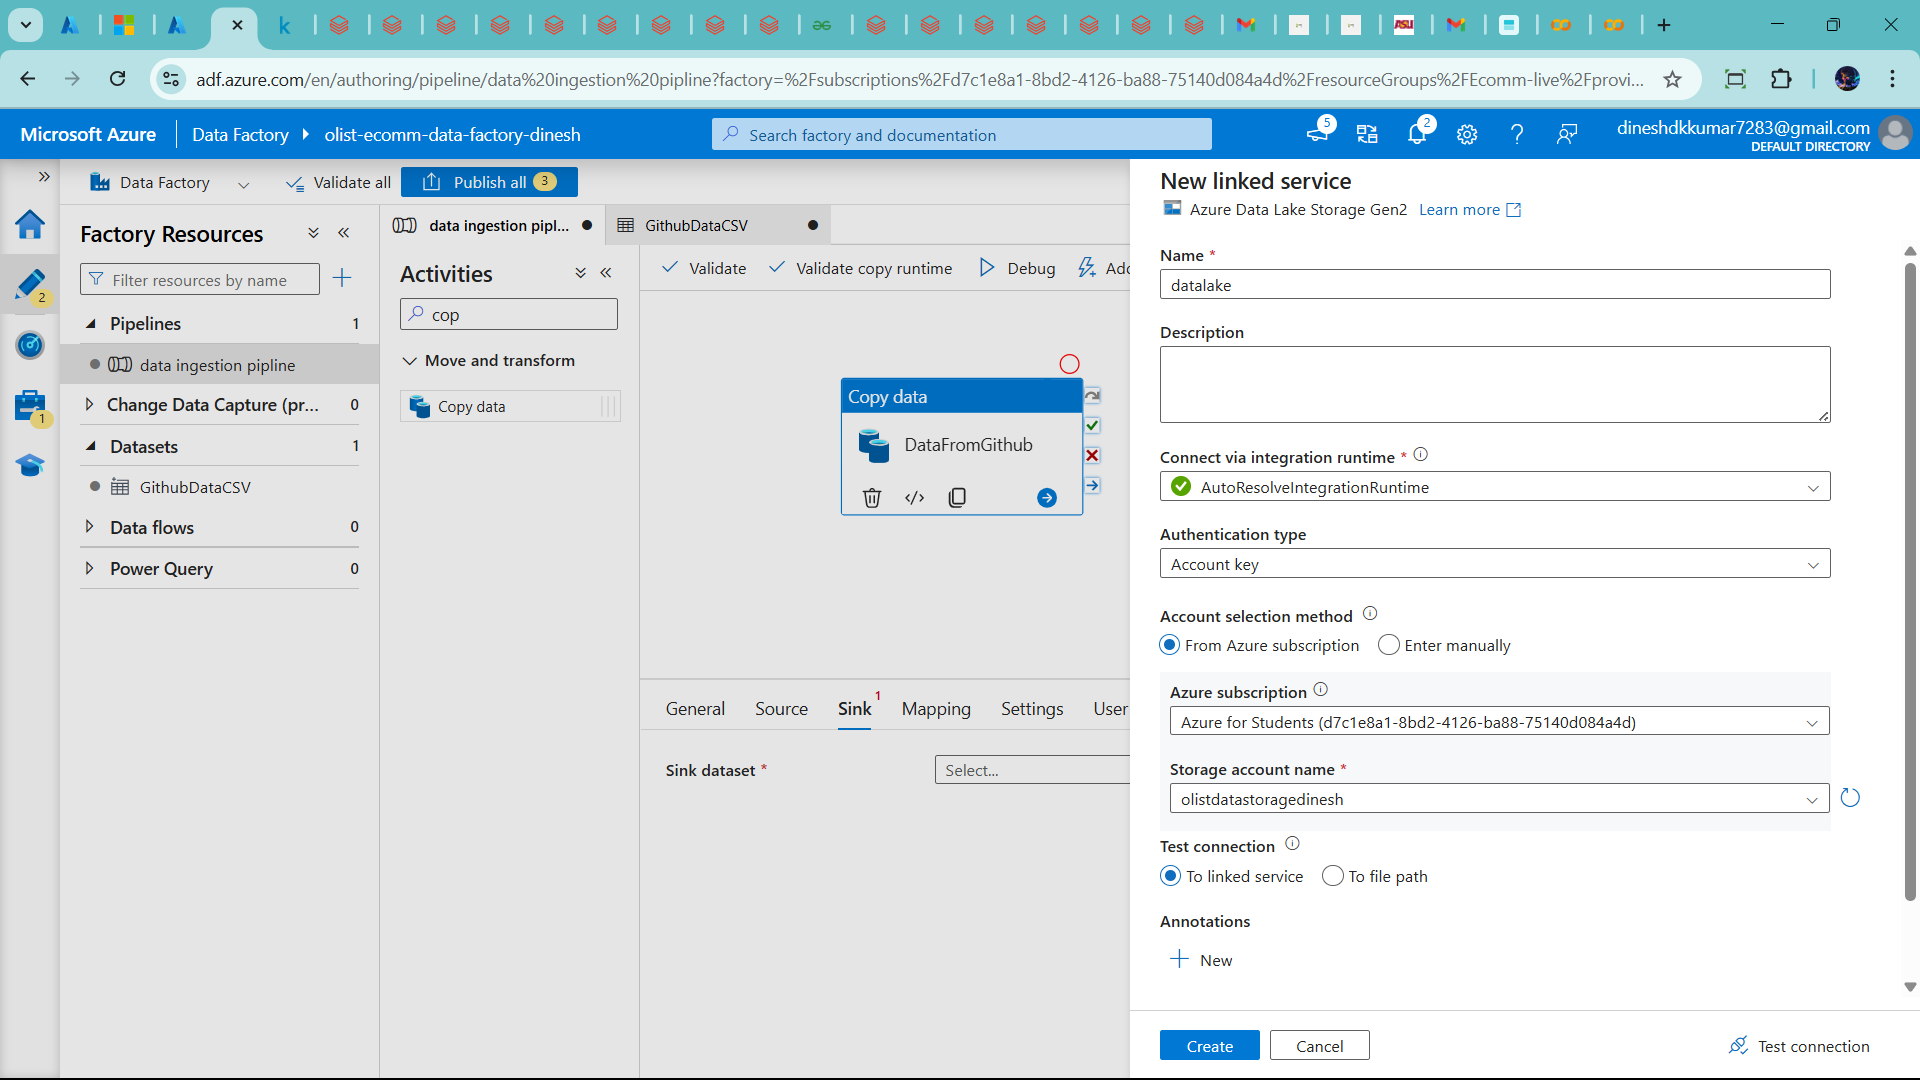 adf.azure.com/en/authoring/pipeline/data%20ingestion%20pipline?factory=%2Fsubscriptions%2Fd7c1e8a1-8bd2-4126-ba88-75140d084a4d%2FresourceGroups%2FEcomm-live%2Fprovi...
Microsoft Azure
Data Factory
olist-ecomm-data-factory-dinesh
Search factory and documentation
5
2
dineshdkkumar7283@gmail.com
DEFAULT DIRECTORY
Data Factory
Validate all
Publish all 3
Factory Resources
Filter resources by name
Pipelines 1
data ingestion pipline
Change Data Capture (pr... 0
Datasets 1
GithubDataCSV
Data flows 0
Power Query 0
2
1
data ingestion pipl...
GithubDataCSV
Activities
cop
Move and transform
Copy data
Validate
Validate copy runtime
Debug
Add
Copy data
DataFromGithub
General
Source
Sink 1
Mapping
Settings
User
Sink dataset *
Select...
New linked service
Azure Data Lake Storage Gen2 Learn more
Name *
datalake
Description
Connect via integration runtime *
AutoResolveIntegrationRuntime
Authentication type
Account key
Account selection method
From Azure subscription
Enter manually
Azure subscription
Azure for Students (d7c1e8a1-8bd2-4126-ba88-75140d084a4d)
Storage account name *
olistdatastoragedinesh
Test connection
To linked service
To file path
Annotations
New
Create
Cancel
Test connection